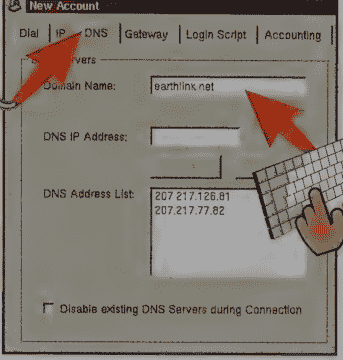 New Account
Dial IP DNS Gateway Login Script Accounting
Servers
Domain Name: earthlink.net
DNS IP Address:
DNS Address List: 207.217.126.81
207.217.77.82
Disable existing DNS Servers during Connection